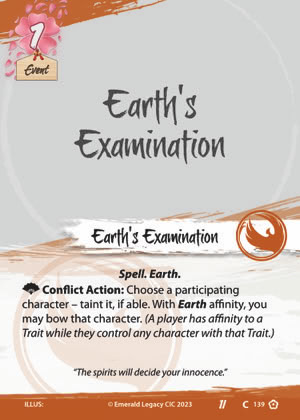 1
Event
Earth's
Examination
Earth's Examination
Spell. Earth.
Conflict Action: Choose a participating
character – taint it, if able. With Earth affinity, you
may bow that character. (A player has affinity to a
Trait while they control any character with that Trait.)
“The spirits will decide your innocence.”
ILLUS: © Emerald Legacy CIC 2023 C 139